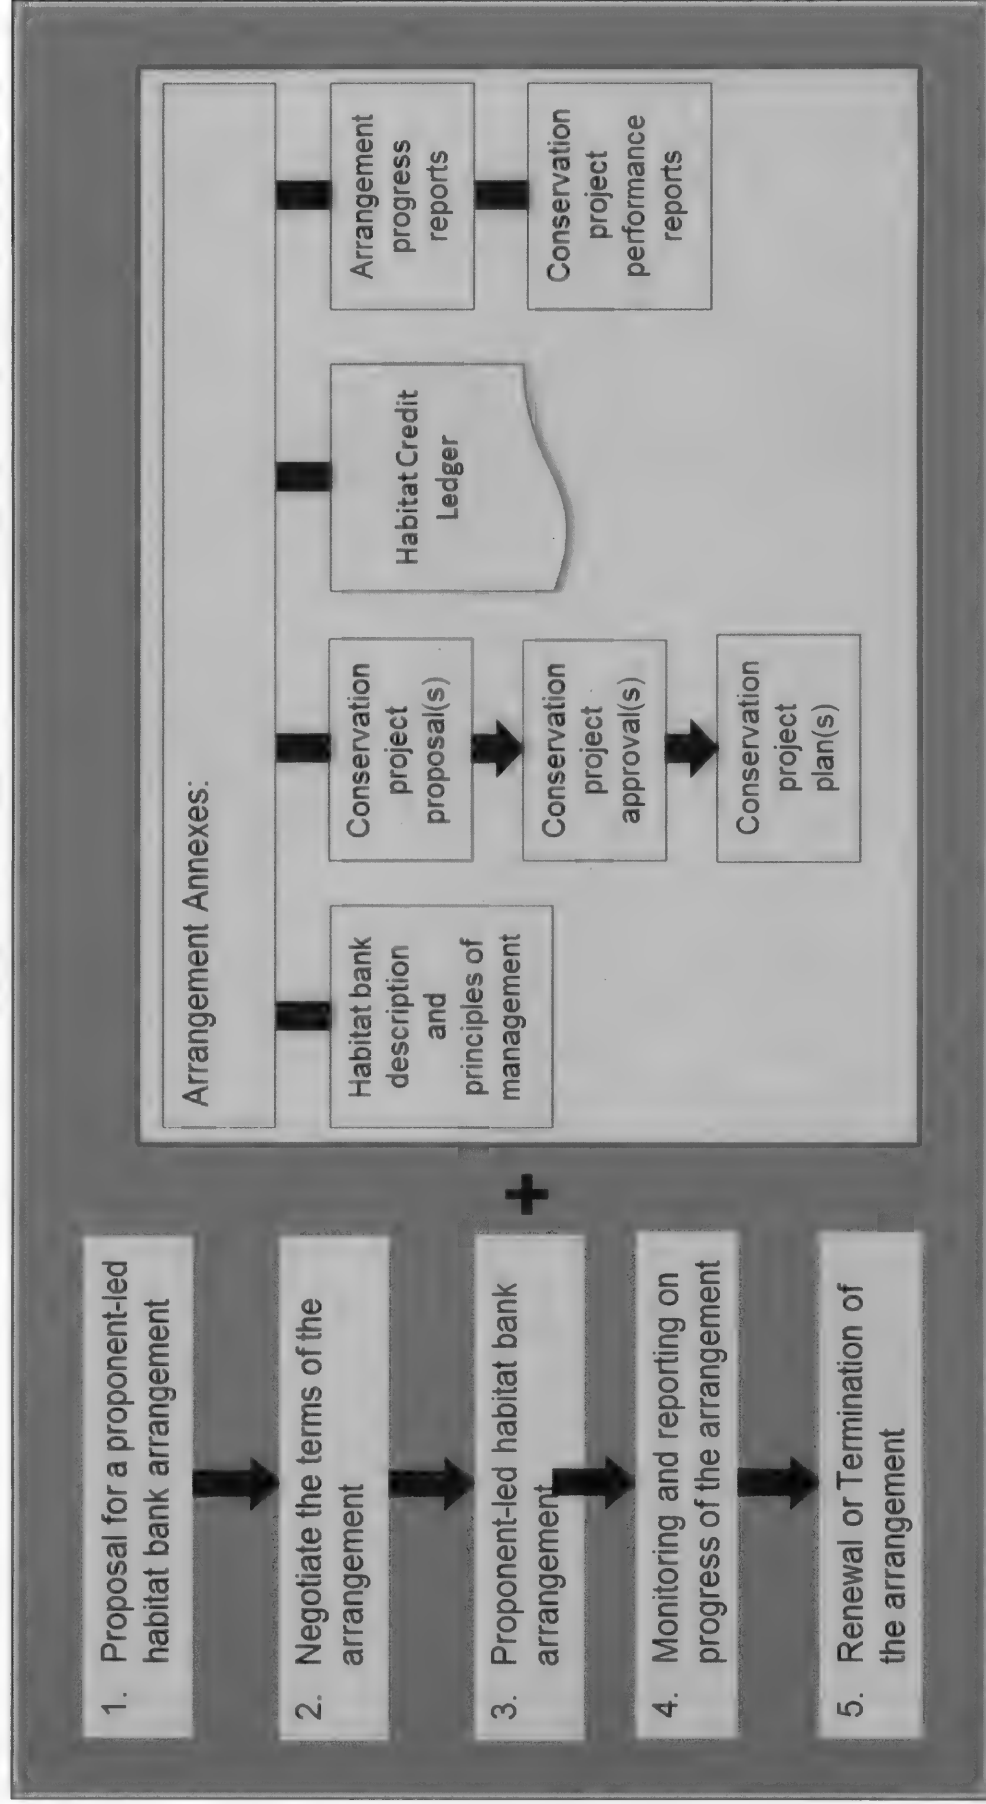 1. Proposal for a proponent-led
habitat bank arrangement
2. Negotiate the terms of the
arrangement
3. Proponent-led habitat bank
arrangement
4. Monitoring and reporting on
progress of the arrangement
5. Renewal or Termination of
the arrangement
+
Arrangement Annexes:
Habitat bank
description
and
principles of
management
Conservation
project
proposal(s)
Conservation
project
approval(s)
Conservation
project
plan(s)
Habitat Credit
Ledger
Arrangement
progress
reports
Conservation
project
performance
reports